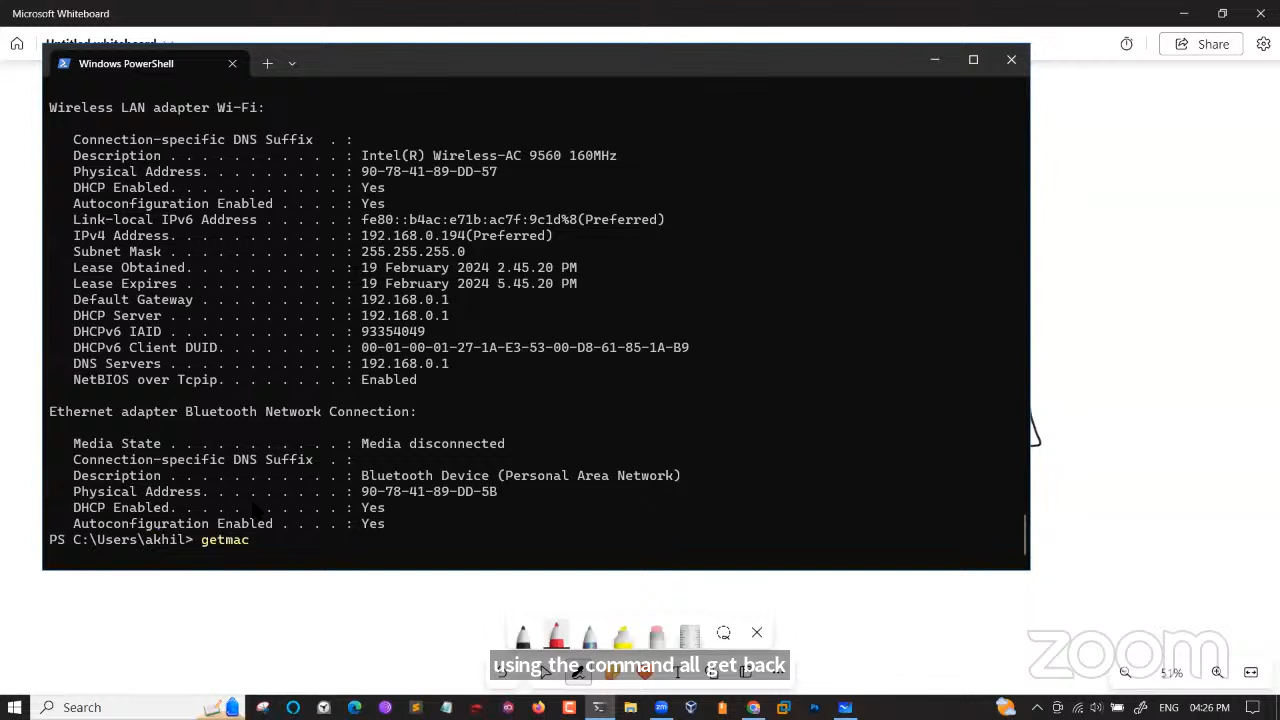 Microsoft Whiteboard
Untitled whiteboard
Share
Windows PowerShell
Wireless LAN adapter Wi-Fi:
Connection-specific DNS Suffix . :
Description . . . . . . . . . . . : Intel(R) Wireless-AC 9560 160MHz
Physical Address. . . . . . . . . : 90-78-41-89-DD-57
DHCP Enabled. . . . . . . . . . . : Yes
Autoconfiguration Enabled . . . . : Yes
Link-local IPv6 Address . . . . . : fe80::b4ac:e71b:ac7f:9c1d%8(Preferred)
IPv4 Address. . . . . . . . . . . : 192.168.0.194(Preferred)
Subnet Mask . . . . . . . . . . . : 255.255.255.0
Lease Obtained. . . . . . . . . . : 19 February 2024 2.45.20 PM
Lease Expires . . . . . . . . . . : 19 February 2024 5.45.20 PM
Default Gateway . . . . . . . . . : 192.168.0.1
DHCP Server . . . . . . . . . . . : 192.168.0.1
DHCPv6 IAID . . . . . . . . . . . : 93354049
DHCPv6 Client DUID. . . . . . . . : 00-01-00-01-27-1A-E3-53-00-D8-61-85-1A-B9
DNS Servers . . . . . . . . . . . : 192.168.0.1
NetBIOS over Tcpip. . . . . . . . : Enabled
Ethernet adapter Bluetooth Network Connection:
Media State . . . . . . . . . . . : Media disconnected
Connection-specific DNS Suffix . :
Description . . . . . . . . . . . : Bluetooth Device (Personal Area Network)
Physical Address. . . . . . . . . : 90-78-41-89-DD-5B
DHCP Enabled. . . . . . . . . . . : Yes
Autoconfiguration Enabled . . . . : Yes
PS C:\Users\akhil> getmac
using the command all get back
zoom
51%
Search
ENG 04:26 PM